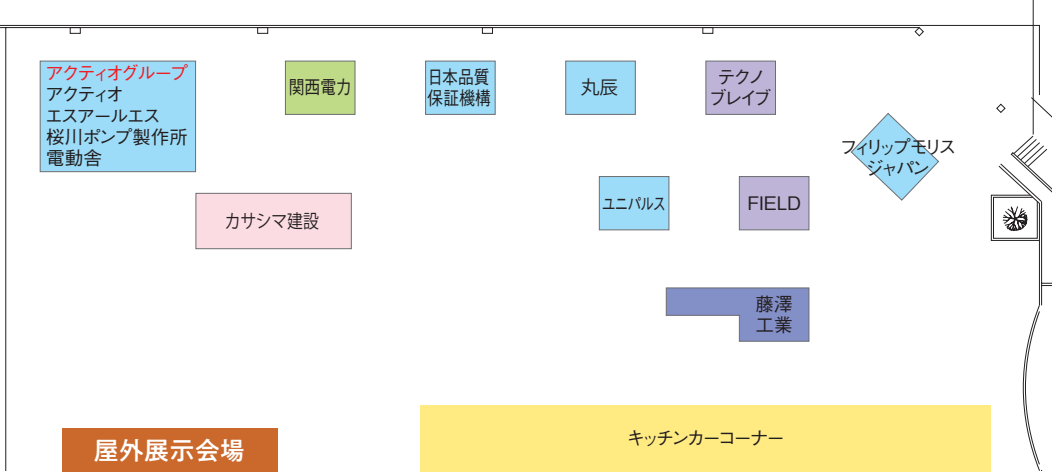 アクティオグループ
アクティオ
エスアールエス
桜川ポンプ製作所
電動舎
関西電力
日本品質
保証機構
丸辰
テクノ
ブレイブ
フィリップモリス
ジャパン
カサシマ建設
ユニパルス
FIELD
藤澤
工業
キッチンカーコーナー
屋外展示会場